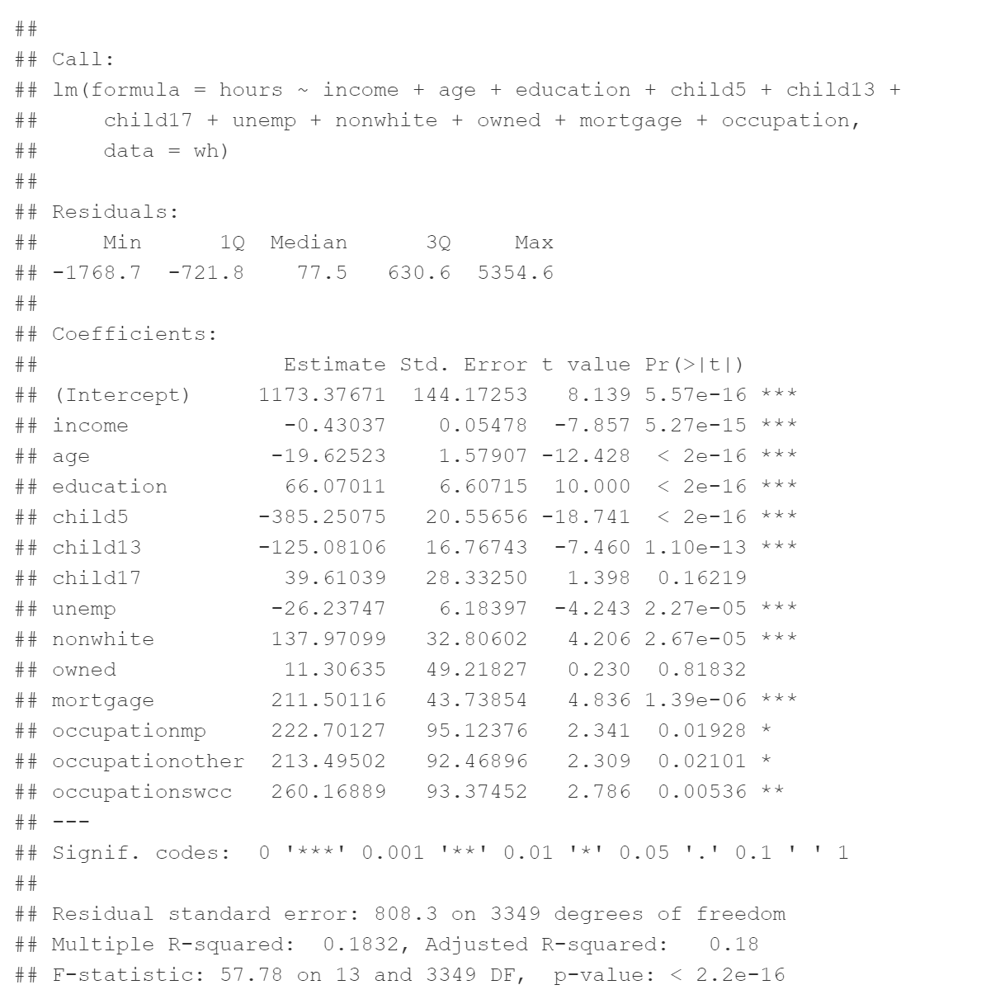 ##
## Call:
## lm(formula = hours ~ income + age + education + child5 + child13 +
##     child17 + unemp + nonwhite + owned + mortgage + occupation,
##     data = wh)
##
## Residuals:
##     Min      1Q  Median      3Q     Max
## -1768.7  -721.8    77.5   630.6  5354.6
##
## Coefficients:
##                   Estimate Std. Error t value Pr(>|t|)
## (Intercept)     1173.37671  144.17253   8.139 5.57e-16 ***
## income            -0.43037    0.05478  -7.857 5.27e-15 ***
## age              -19.62523    1.57907 -12.428  < 2e-16 ***
## education         66.07011    6.60715  10.000  < 2e-16 ***
## child5          -385.25075   20.55656 -18.741  < 2e-16 ***
## child13         -125.08106   16.76743  -7.460 1.10e-13 ***
## child17           39.61039   28.33250   1.398  0.16219
## unemp            -26.23747    6.18397  -4.243 2.27e-05 ***
## nonwhite         137.97099   32.80602   4.206 2.67e-05 ***
## owned             11.30635   49.21827   0.230  0.81832
## mortgage         211.50116   43.73854   4.836 1.39e-06 ***
## occupationmp     222.70127   95.12376   2.341  0.01928 *
## occupationother  213.49502   92.46896   2.309  0.02101 *
## occupationswcc   260.16889   93.37452   2.786  0.00536 **
## ---
## Signif. codes:  0 '***' 0.001 '**' 0.01 '*' 0.05 '.' 0.1 ' ' 1
##
## Residual standard error: 808.3 on 3349 degrees of freedom
## Multiple R-squared:  0.1832, Adjusted R-squared:   0.18
## F-statistic: 57.78 on 13 and 3349 DF,  p-value: < 2.2e-16